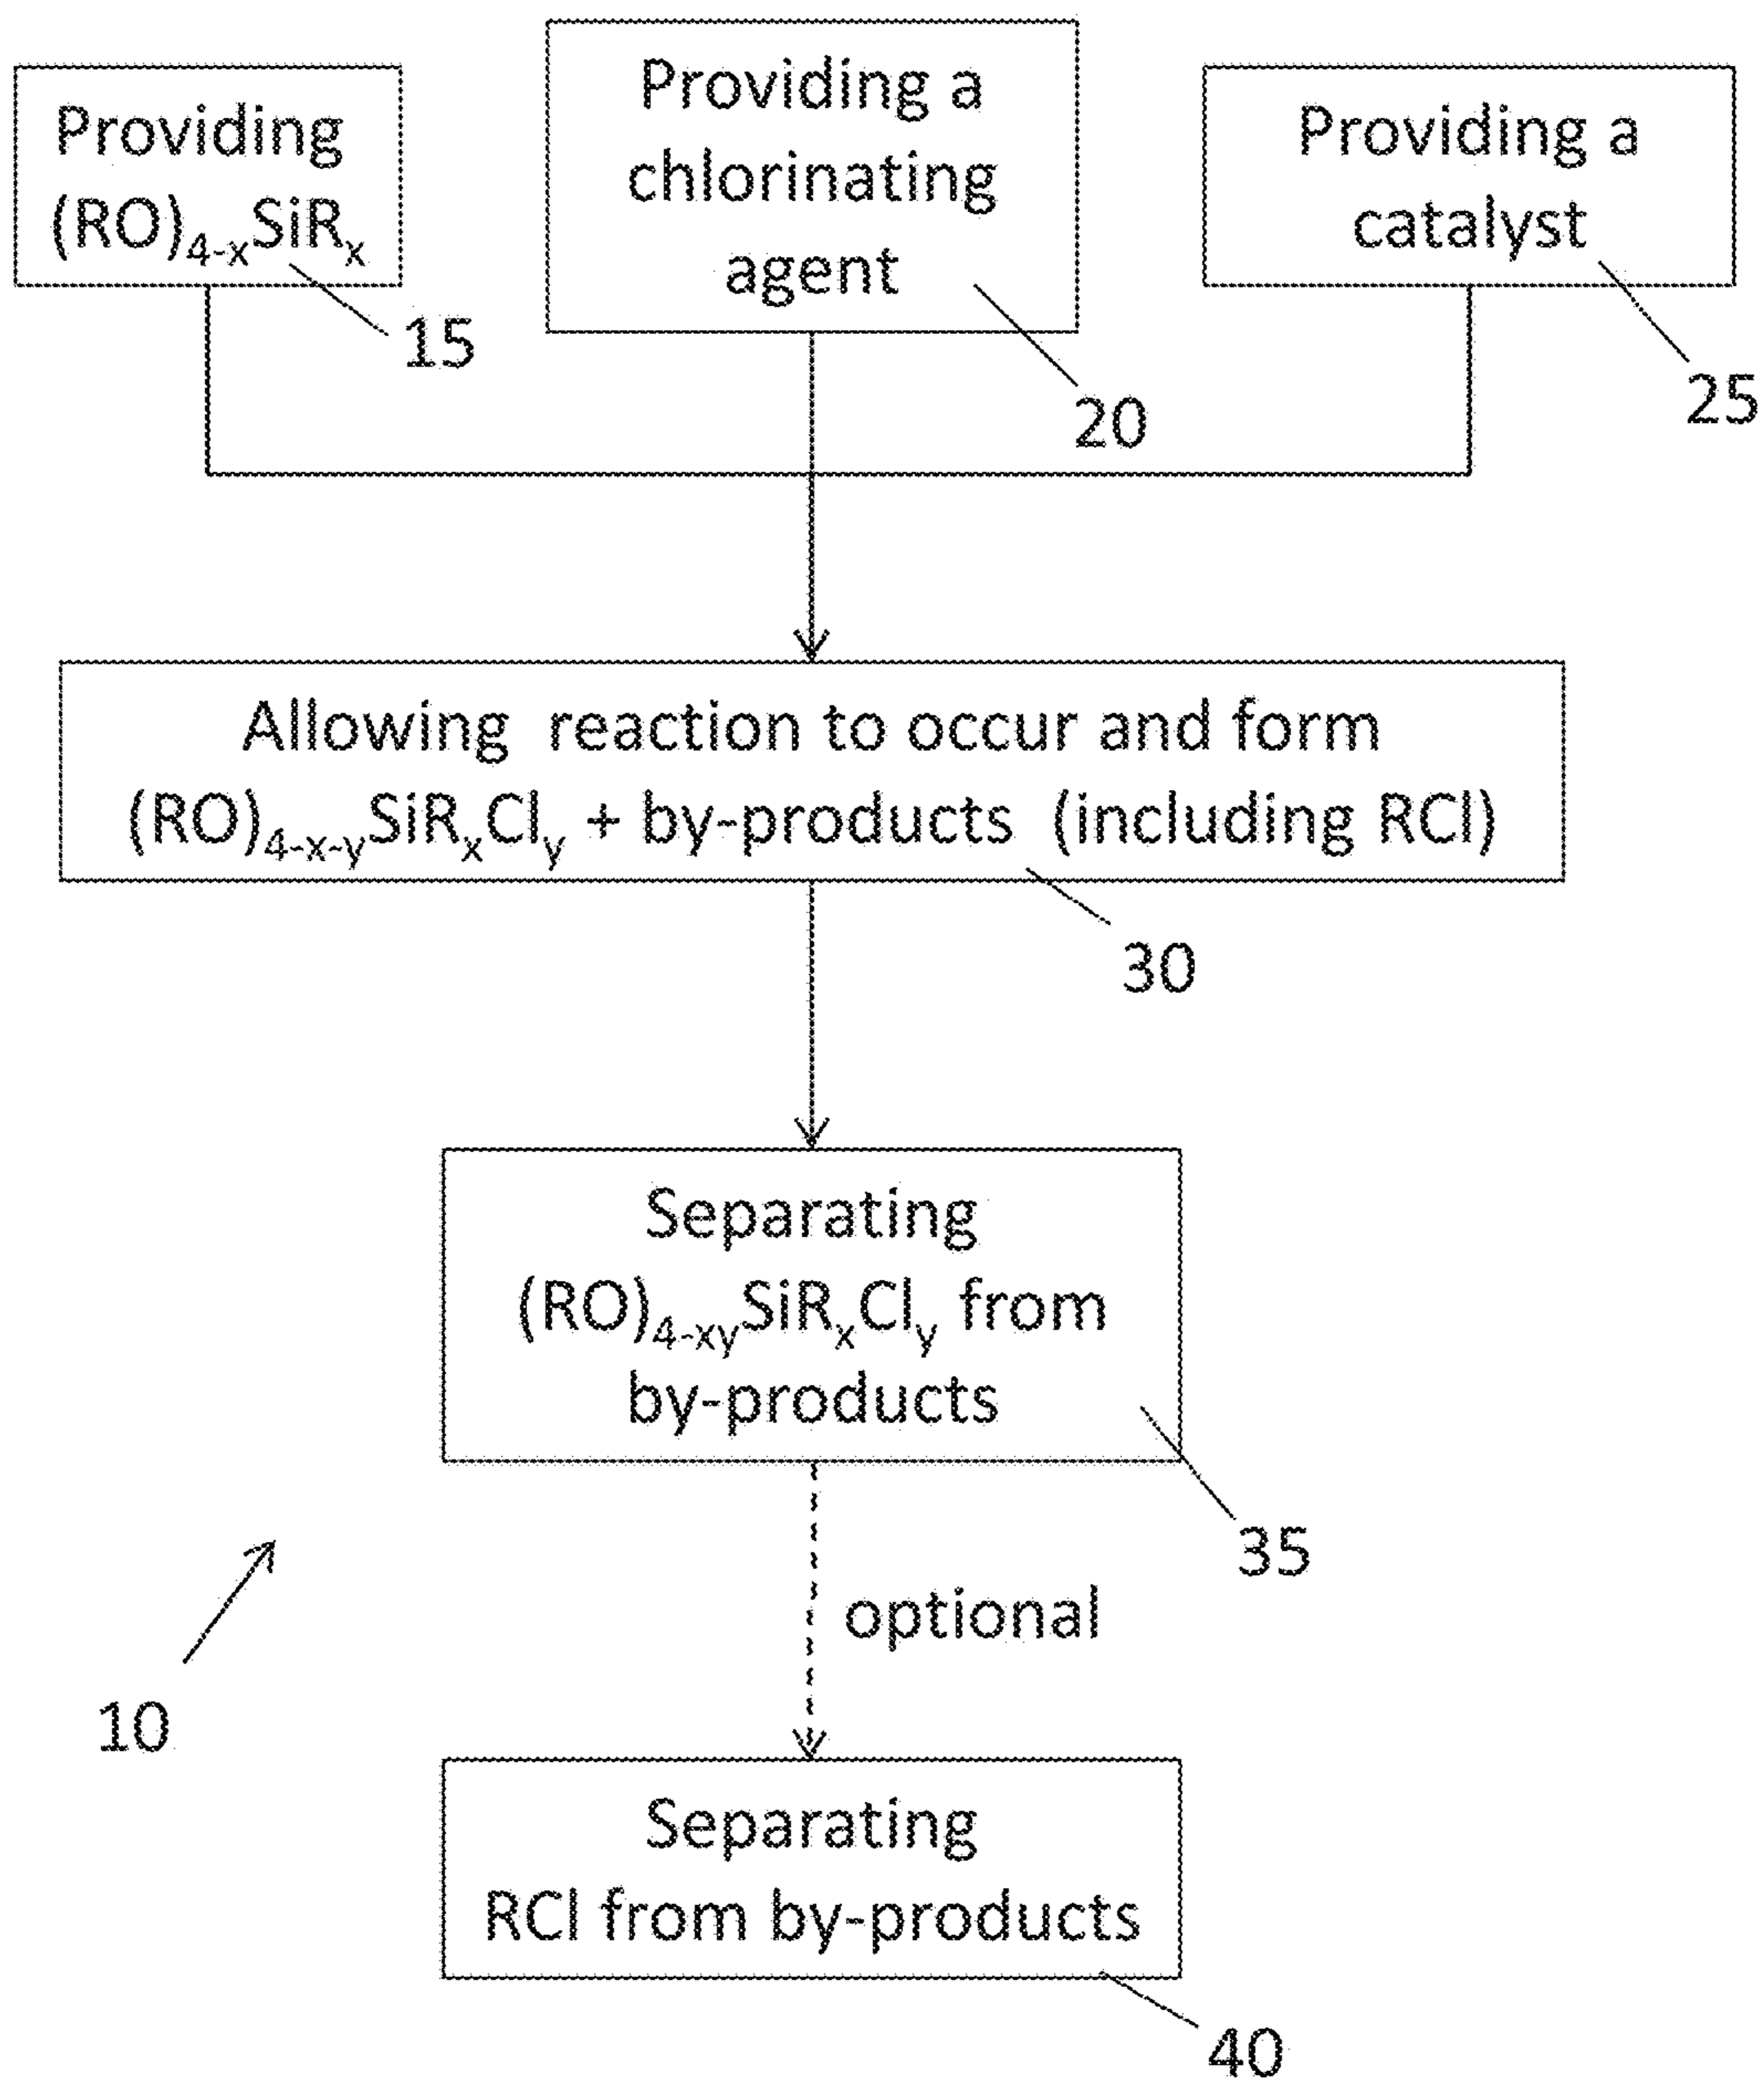 Providing
(RO)₄₋ₓSiRₓ
15
Providing a
chlorinating
agent
20
Providing a
catalyst
25
Allowing reaction to occur and form
(RO)4-x-ySiRxCly + by-products (including RCl)
30
Separating
(RO)4-xySiRxCly from
by-products
35
optional
10
Separating
RCl from by-products
40